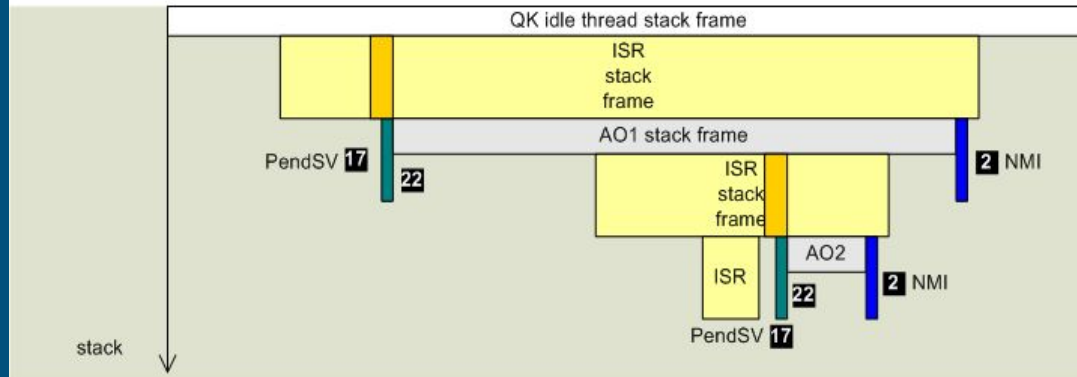 QK idle thread stack frame
ISR
stack
frame
AO1 stack frame
PendSV 17
22
2 NMI
ISR
stack
frame
ISR
AO2
22
2 NMI
PendSV 17
stack